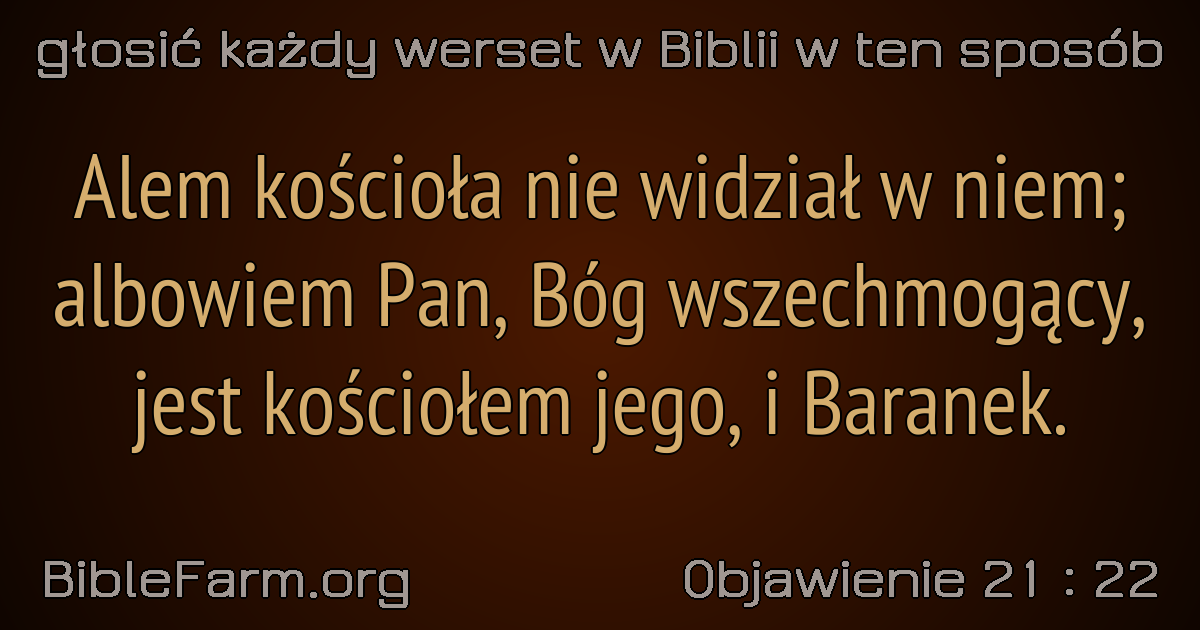 głosić każdy werset w Biblii w ten sposób
Alem kościoła nie widział w niem;
albowiem Pan, Bóg wszechmogący,
jest kościołem jego, i Baranek.
BibleFarm.org
Objawienie 21 : 22